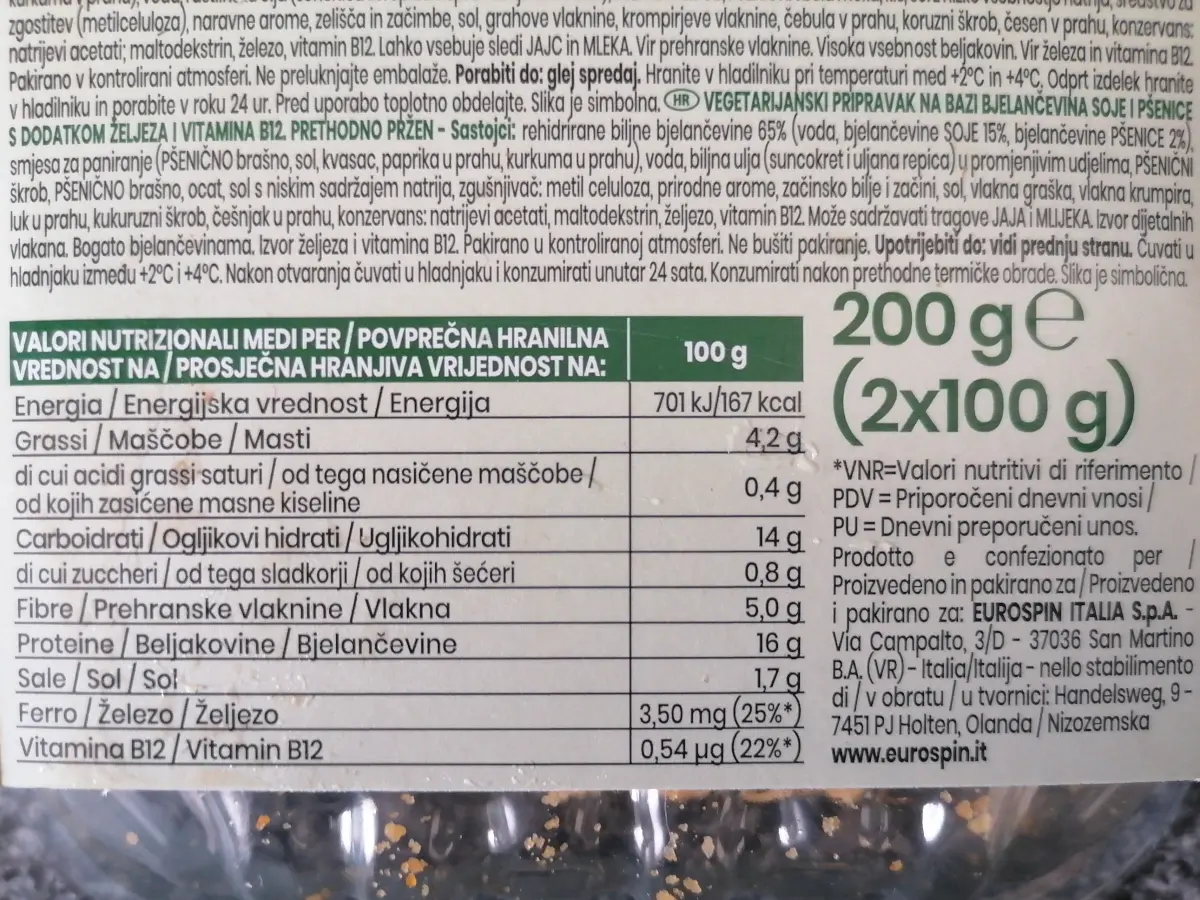 zgostitev (metilceluloza), naravne arome, zelišča in začimbe, sol, grahove vlaknine, krompirjeve vlaknine, čebula v prahu, koruzni škrob, česen v prahu, konzervans:
natrijevi acetati; maltodekstrin, železo, vitamin B12. Lahko vsebuje sledi JAJC in MLEKA. Vir prehranske vlaknine. Visoka vsebnost beljakovin. Vir železa in vitamina B12.
Pakirano v kontrolirani atmosferi. Ne preluknjajte embalaže. Porabiti do: glej spredaj. Hranite v hladilniku pri temperaturi med +2°C in +4°C. Odprt izdelek hranite
v hladilniku in porabite v roku 24 ur. Pred uporabo toplotno obdelajte. Slika je simbolna. HR VEGETARIJANSKI PRIPRAVAK NA BAZI BJELANČEVINA SOJE I PŠENICE
S DODATKOM ŽELJEZA I VITAMINA B12. PRETHODNO PRŽEN - Sastojci: rehidrirane biljne bjelančevine 65% (voda, bjelančevine SOJE 15%, bjelančevine PŠENICE 2%),
smjesa za paniranje (PŠENIČNO brašno, sol, kvasac, paprika u prahu, kurkuma u prahu), voda, biljna ulja (suncokret i uljana repica) u promjenjivim udjelima, PŠENIČNI
škrob, PŠENIČNO brašno, ocat, sol s niskim sadržajem natrija, zgušnjivač: metil celuloza, prirodne arome, začinsko bilje i začini, sol, vlakna graška, vlakna krumpira,
luk u prahu, kukuruzni škrob, češnjak u prahu, konzervans: natrijevi acetati, maltodekstrin, željezo, vitamin B12. Može sadržavati tragove JAJA i MLIJEKA. Izvor dijetalnih
vlakana. Bogato bjelančevinama. Izvor željeza i vitamina B12. Pakirano u kontroliranoj atmosferi. Ne bušiti pakiranje. Upotrijebiti do: vidi prednju stranu. Čuvati u
hladnjaku između +2°C i +4°C. Nakon otvaranja čuvati u hladnjaku i konzumirati unutar 24 sata. Konzumirati nakon prethodne termičke obrade. Slika je simbolična.
VALORI NUTRIZIONALI MEDI PER / POVPREČNA HRANILNA
VREDNOST NA / PROSJEČNA HRANJIVA VRIJEDNOST NA:
100 g
Energia / Energijska vrednost / Energija 701 kJ/167 kcal
Grassi / Maščobe / Masti 4,2 g
di cui acidi grassi saturi / od tega nasičene maščobe /
od kojih zasićene masne kiseline 0,4 g
Carboidrati / Ogljikovi hidrati / Ugljikohidrati 14 g
di cui zuccheri / od tega sladkorji / od kojih šećeri 0,8 g
Fibre / Prehranske vlaknine / Vlakna 5,0 g
Proteine / Beljakovine / Bjelančevine 16 g
Sale / Sol / Sol 1,7 g
Ferro / Železo / Željezo 3,50 mg (25%*)
Vitamina B12 / Vitamin B12 0,54 µg (22%*)
200 g e
(2x100 g)
*VNR=Valori nutritivi di riferimento /
PDV = Priporočeni dnevni vnosi /
PU = Dnevni preporučeni unos.
Prodotto e confezionato per /
Proizvedeno in pakirano za / Proizvedeno
i pakirano za: EUROSPIN ITALIA S.p.A. -
Via Campalto, 3/D - 37036 San Martino
B.A. (VR) - Italia/Italija - nello stabilimento
di / v obratu / u tvornici: Handelsweg, 9 -
7451 PJ Holten, Olanda / Nizozemska
www.eurospin.it